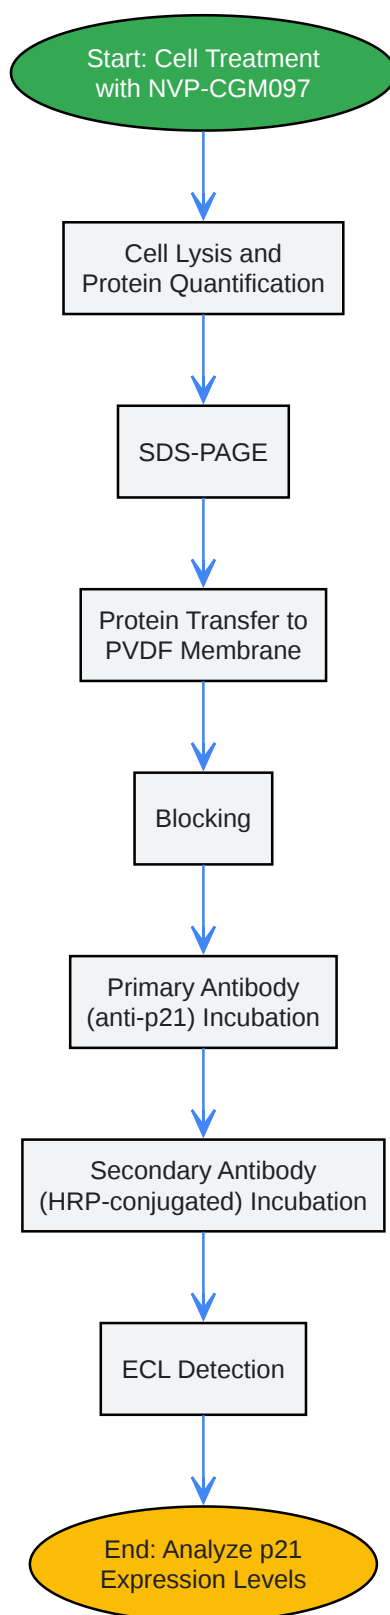 Start: Cell Treatment
with NVP-CGM097
Cell Lysis and
Protein Quantification
SDS-PAGE
Protein Transfer to
PVDF Membrane
Blocking
Primary Antibody
(anti-p21) Incubation
Secondary Antibody
(HRP-conjugated) Incubation
ECL Detection
End: Analyze p21
Expression Levels